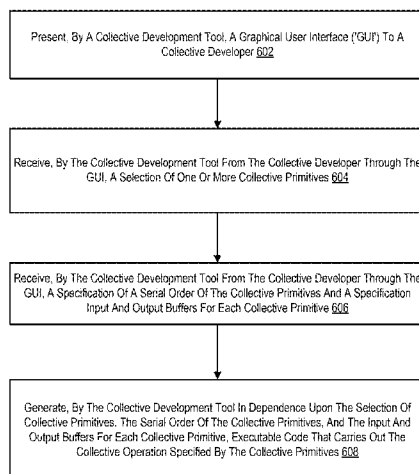 Present, By A Collective Development Tool, A Graphical User Interface ('GUI') To A
Collective Developer 602
Receive, By The Collective Development Tool From The Collective Developer Through The
GUI, A Selection Of One Or More Collective Primitives 604
Receive, By The Collective Development Tool From The Collective Developer Through The
GUI, A Specification Of A Serial Order Of The Collective Primitives And A Specification
Input And Output Buffers For Each Collective Primitive 606
Generate, By The Collective Development Tool In Dependence Upon The Selection Of
Collective Primitives, The Serial Order Of The Collective Primitives, And The Input And
Output Buffers For Each Collective Primitive, Executable Code That Carries Out The
Collective Operation Specified By The Collective Primitives 608